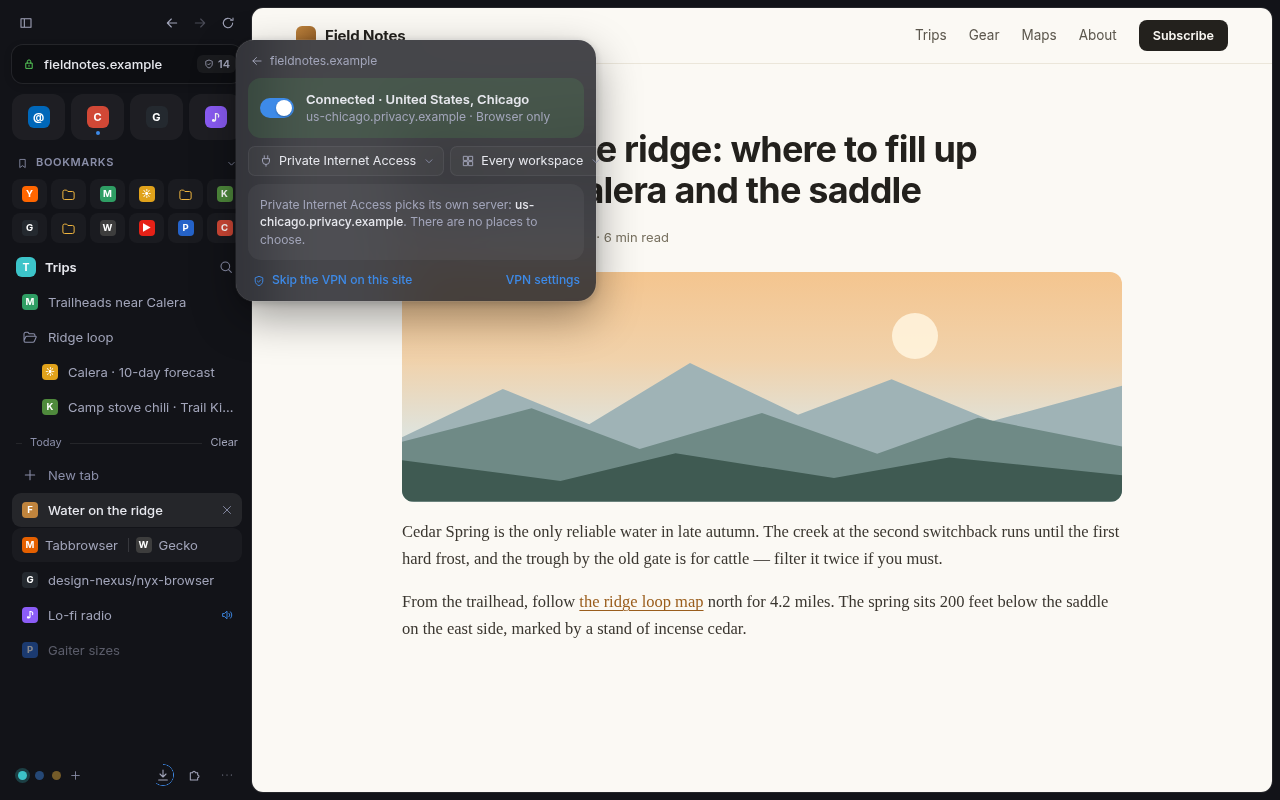 fieldnotes.example
14
@
C
G
BOOKMARKS
Y
M
K
G
W
P
C
T
Trips
M
Trailheads near Calera
Ridge loop
Calera · 10-day forecast
K
Camp stove chili · Trail Ki...
Today
Clear
New tab
F
Water on the ridge
M
Tabbrowser
W
Gecko
G
design-nexus/nyx-browser
Lo-fi radio
P
Gaiter sizes
fieldnotes.example
Connected · United States, Chicago
us-chicago.privacy.example · Browser only
Private Internet Access
Every workspace
Private Internet Access picks its own server: us-
chicago.privacy.example. There are no places to
choose.
Skip the VPN on this site
VPN settings
Field Notes
Trips
Gear
Maps
About
Subscribe
ridge: where to fill up
and the saddle
· 6 min read
Cedar Spring is the only reliable water in late autumn. The creek at the second switchback runs until the first
hard frost, and the trough by the old gate is for cattle — filter it twice if you must.
From the trailhead, follow the ridge loop map north for 4.2 miles. The spring sits 200 feet below the saddle
on the east side, marked by a stand of incense cedar.